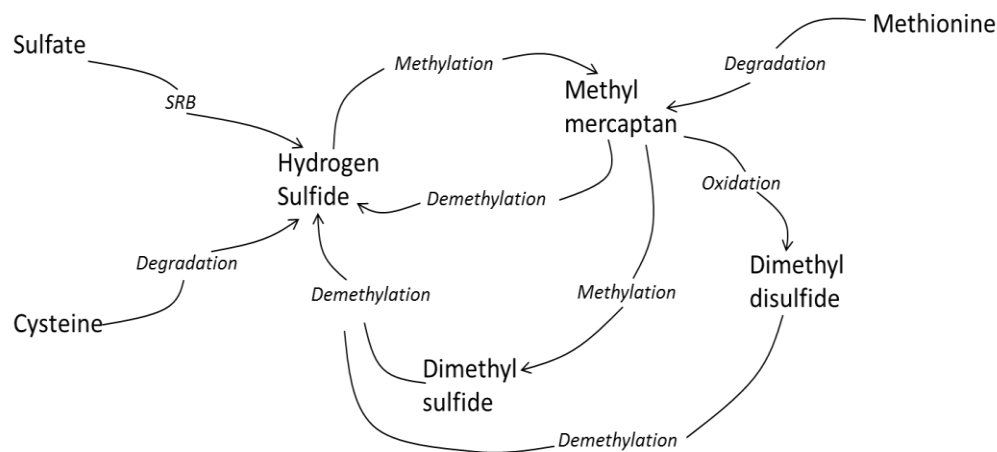 Sulfate
Methionine
Methylation
Degradation
SRB
Methyl
mercaptan
Hydrogen
Sulfide
Demethylation
Oxidation
Degradation
Dimethyl
disulfide
Demethylation
Methylation
Cysteine
Dimethyl
sulfide
Demethylation